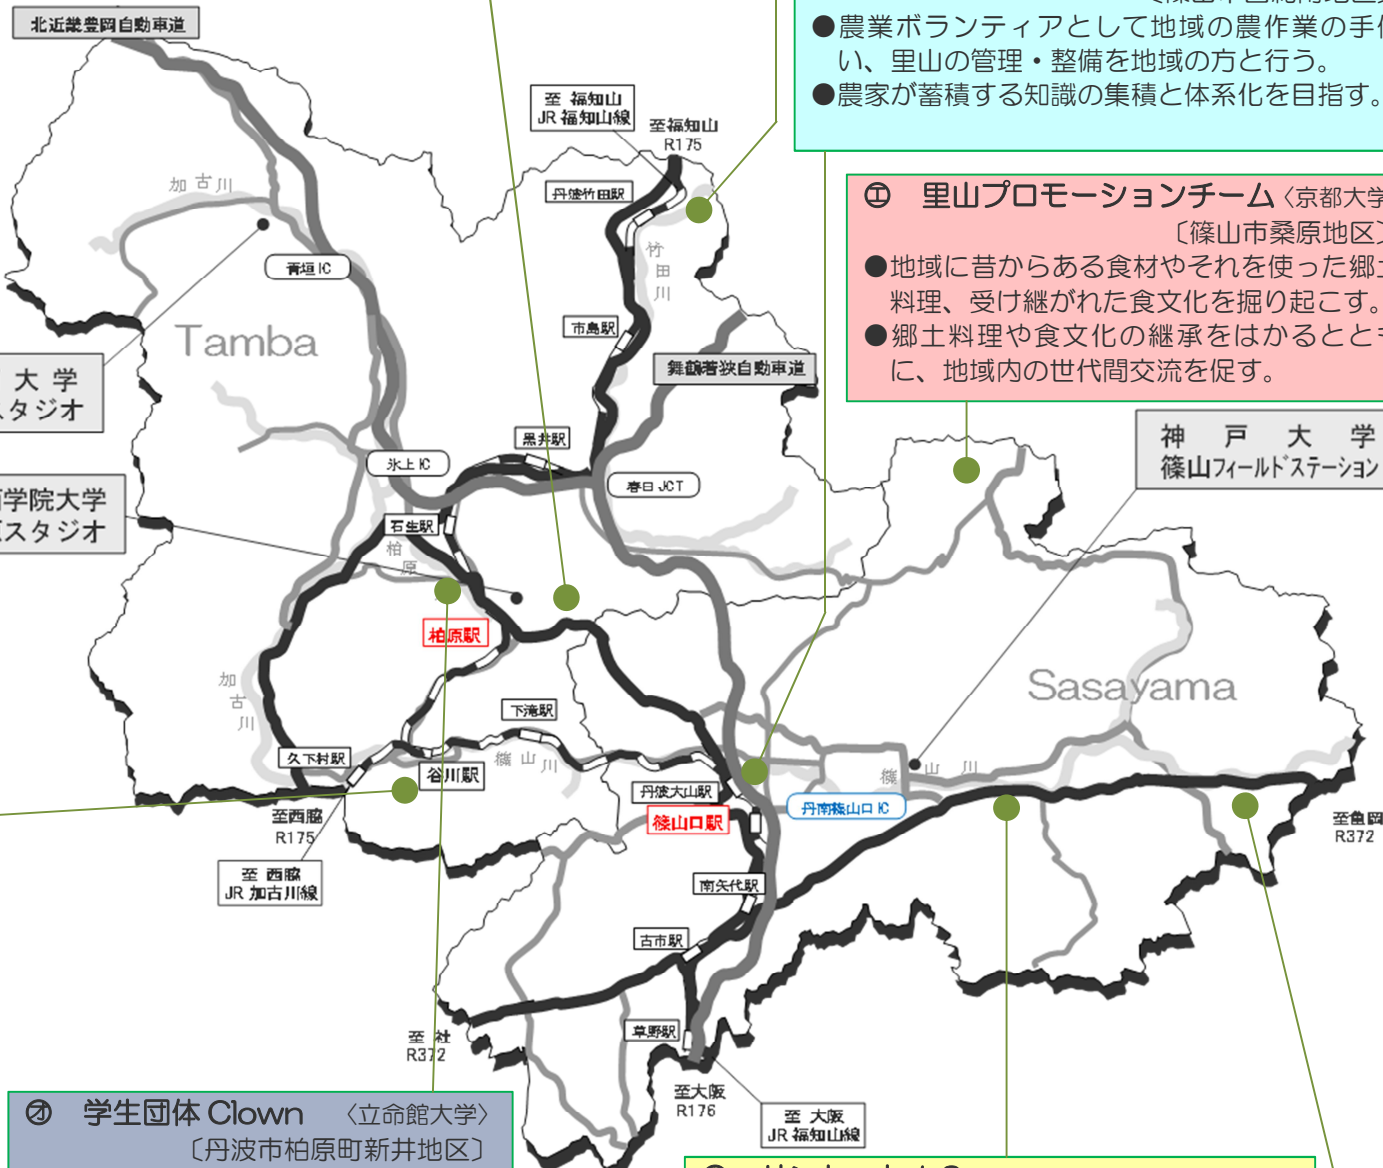 北近畿豊岡自動車道
●農業ボランティアとして地域の農作業の手
い、里山の管理・整備を地域の方と行う。
●農家が蓄積する知識の集積と体系化を目指す。
至 福知山
JR 福知山線
至福知山
R175
加古川
丹波竹田駅
㋓ 里山プロモーションチーム〈京都大学
〔篠山市桑原地区〕
●地域に昔からある食材やそれを使った郷土
料理、受け継がれた食文化を掘り起こす。
●郷土料理や食文化の継承をはかるととも
に、地域内の世代間交流を促す。
竹田川
青垣IC
市島駅
Tamba
舞鶴若狭自動車道
大 学
スタジオ
黒井駅
神 戸 大 学
篠山フィールドステーション
氷上IC
春日JCT
学院大学
スタジオ
石生駅
柏原
柏原駅
加古川
Sasayama
下滝駅
久下村駅
谷川駅
篠山川
篠山川
丹波大山駅
丹南篠山口IC
篠山口駅
至西脇
R175
至亀岡
R372
至 西脇
JR 加古川線
南矢代駅
古市駅
至 社
R372
草野駅
至大阪
R176
至 大阪
JR 福知山線
㋔ 学生団体 Clown 〈立命館大学〉
〔丹波市柏原町新井地区〕